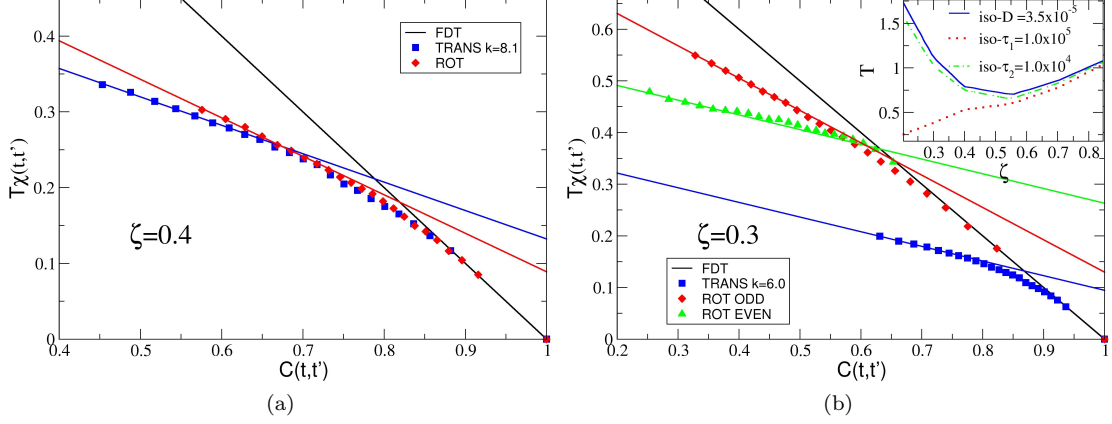 0.4
0.3
0.2
0.1
0
Tχ(t,t')
FDT
TRANS k=8.1
ROT
ζ=0.4
0.4 0.5 0.6 0.7 0.8 0.9 1
C(t,t')
(a)
0.6
0.5
0.4
0.3
0.2
0.1
0
Tχ(t,t')
ζ=0.3
FDT
TRANS k=6.0
ROT ODD
ROT EVEN
0.2 0.3 0.4 0.5 0.6 0.7 0.8 0.9 1
C(t,t')
1.5
1
0.5
T
iso-D =3.5x10⁻⁵
iso-τ₁=1.0x10⁵
iso-τ₂=1.0x10⁴
0.3 0.4 0.5 0.6 0.7 0.8
ζ
(b)